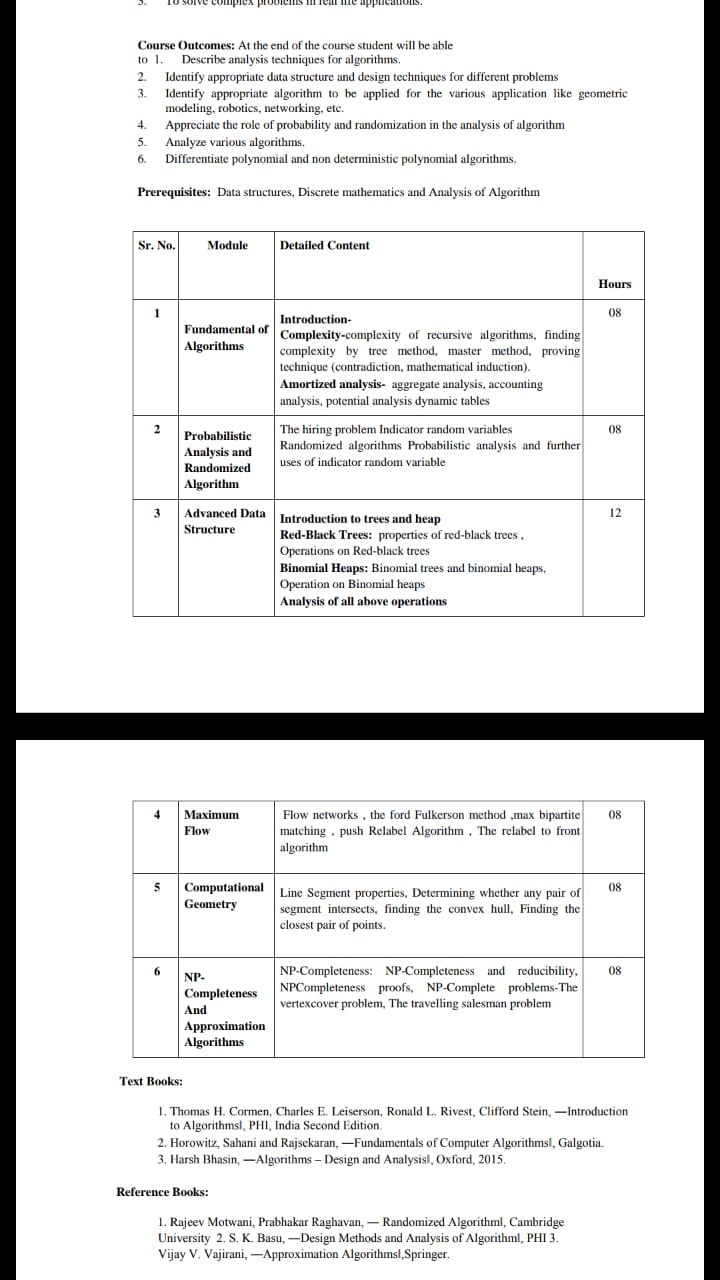 3. To solve complex problems in real life applications.
Course Outcomes: At the end of the course student will be able
to 1. Describe analysis techniques for algorithms.
2. Identify appropriate data structure and design techniques for different problems
3. Identify appropriate algorithm to be applied for the various application like geometric
modeling, robotics, networking, etc.
4. Appreciate the role of probability and randomization in the analysis of algorithm
5. Analyze various algorithms.
6. Differentiate polynomial and non deterministic polynomial algorithms.
Prerequisites: Data structures, Discrete mathematics and Analysis of Algorithm
Sr. No. Module Detailed Content
Hours
1 08
Fundamental of
Algorithms
Introduction-
Complexity-complexity of recursive algorithms, finding
complexity by tree method, master method, proving
technique (contradiction, mathematical induction).
Amortized analysis- aggregate analysis, accounting
analysis, potential analysis dynamic tables
2 08
Probabilistic
Analysis and
Randomized
Algorithm
The hiring problem Indicator random variables
Randomized algorithms Probabilistic analysis and further
uses of indicator random variable
3 Advanced Data 12
Structure
Introduction to trees and heap
Red-Black Trees: properties of red-black trees ,
Operations on Red-black trees
Binomial Heaps: Binomial trees and binomial heaps,
Operation on Binomial heaps
Analysis of all above operations
4 Maximum 08
Flow
Flow networks , the ford Fulkerson method ,max bipartite
matching , push Relabel Algorithm , The relabel to front
algorithm
5 Computational 08
Geometry
Line Segment properties, Determining whether any pair of
segment intersects, finding the convex hull, Finding the
closest pair of points.
6 08
NP-
Completeness
And
Approximation
Algorithms
NP-Completeness: NP-Completeness and reducibility,
NPCompleteness proofs, NP-Complete problems-The
vertexcover problem, The travelling salesman problem
Text Books:
1. Thomas H. Cormen, Charles E. Leiserson, Ronald L. Rivest, Clifford Stein, ―Introduction
to Algorithms‖, PHI, India Second Edition.
2. Horowitz, Sahani and Rajsekaran, ―Fundamentals of Computer Algorithms‖, Galgotia.
3. Harsh Bhasin, ―Algorithms – Design and Analysis‖, Oxford, 2015.
Reference Books:
1. Rajeev Motwani, Prabhakar Raghavan, ― Randomized Algorithm‖, Cambridge
University 2. S. K. Basu, ―Design Methods and Analysis of Algorithm‖, PHI 3.
Vijay V. Vajirani, ―Approximation Algorithms‖,Springer.